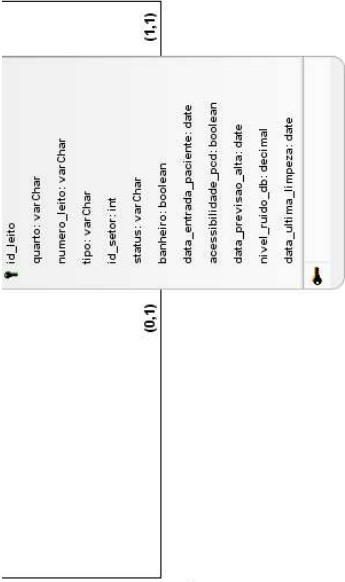 (1,1)
id_leito
quarto: varChar
numero_leito: varChar
tipo: varChar
id_setor: int
status: varChar
banheiro: boolean
data_entrada_paciente: date
acessibilidade_pcd: boolean
data_previsao_alta: date
nivel_ruido_db: decimal
data_ultima_limpeza: date
(0,1)